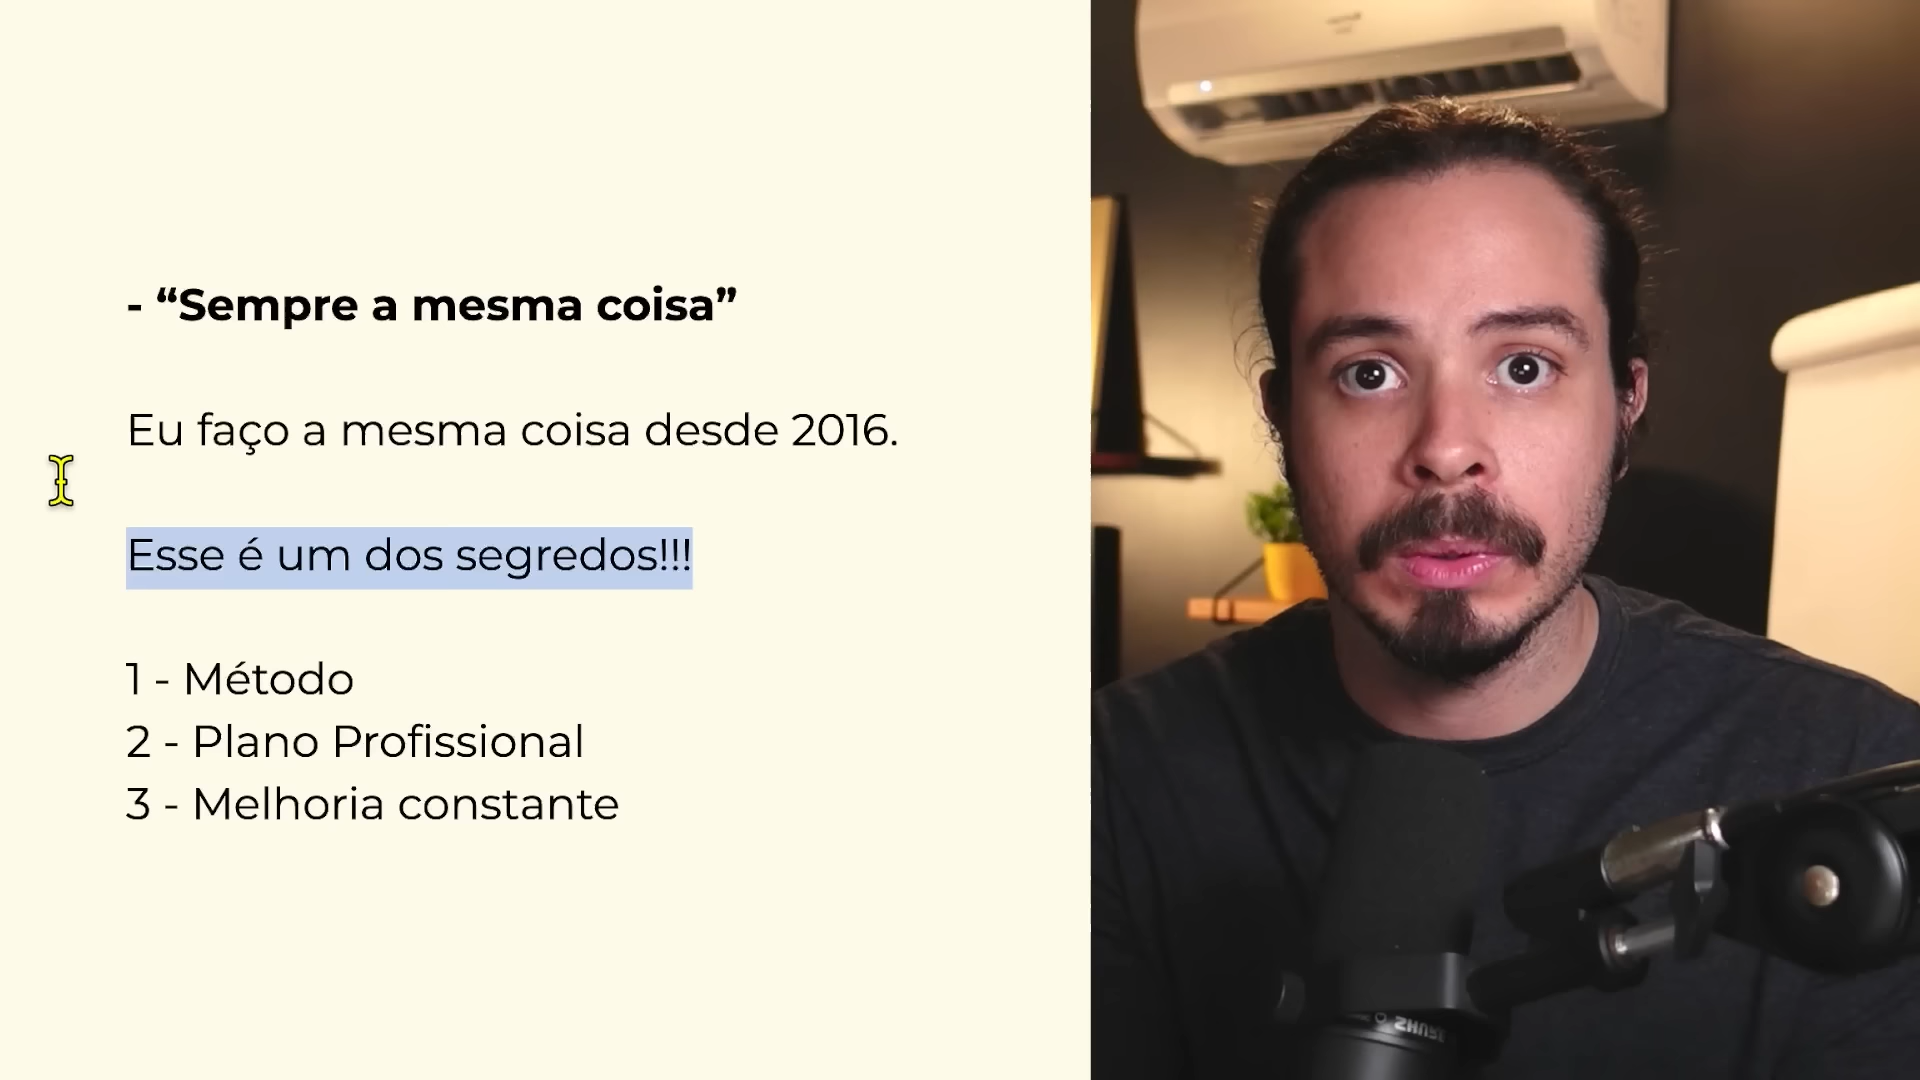 - “Sempre a mesma coisa”
Eu faço a mesma coisa desde 2016.
Esse é um dos segredos!!!
1 - Método
2 - Plano Profissional
3 - Melhoria constante